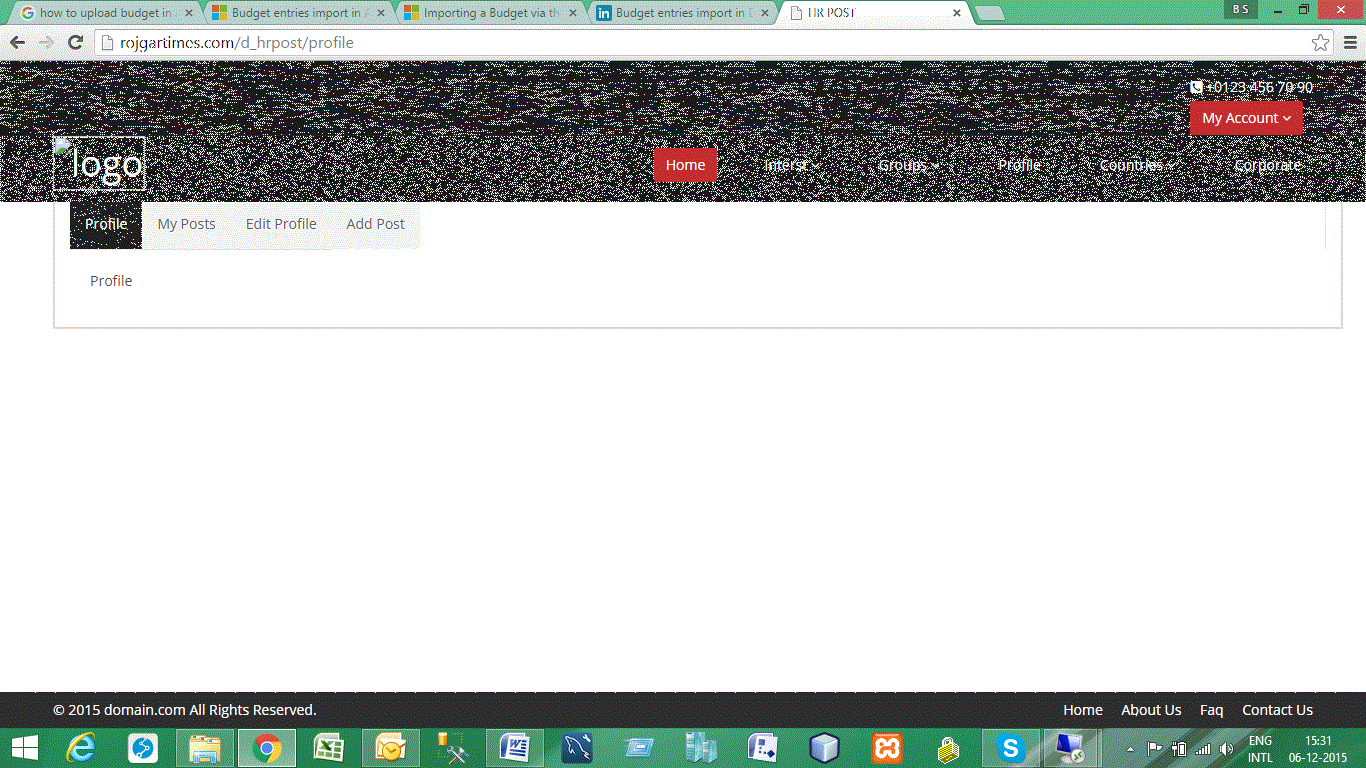 how to upload budget in a
Budget entries import in A
Importing a Budget via th
Budget entries import in D
HR POST
B S
rojgartimes.com/d_hrpost/profile
+0123 456 70 90
My Account
logo
Home Interst Groups Profile Countries Corporate
Profile My Posts Edit Profile Add Post
Profile
© 2015 domain.com All Rights Reserved.
Home About Us Faq Contact Us
ENG 15:31
INTL 06-12-2015